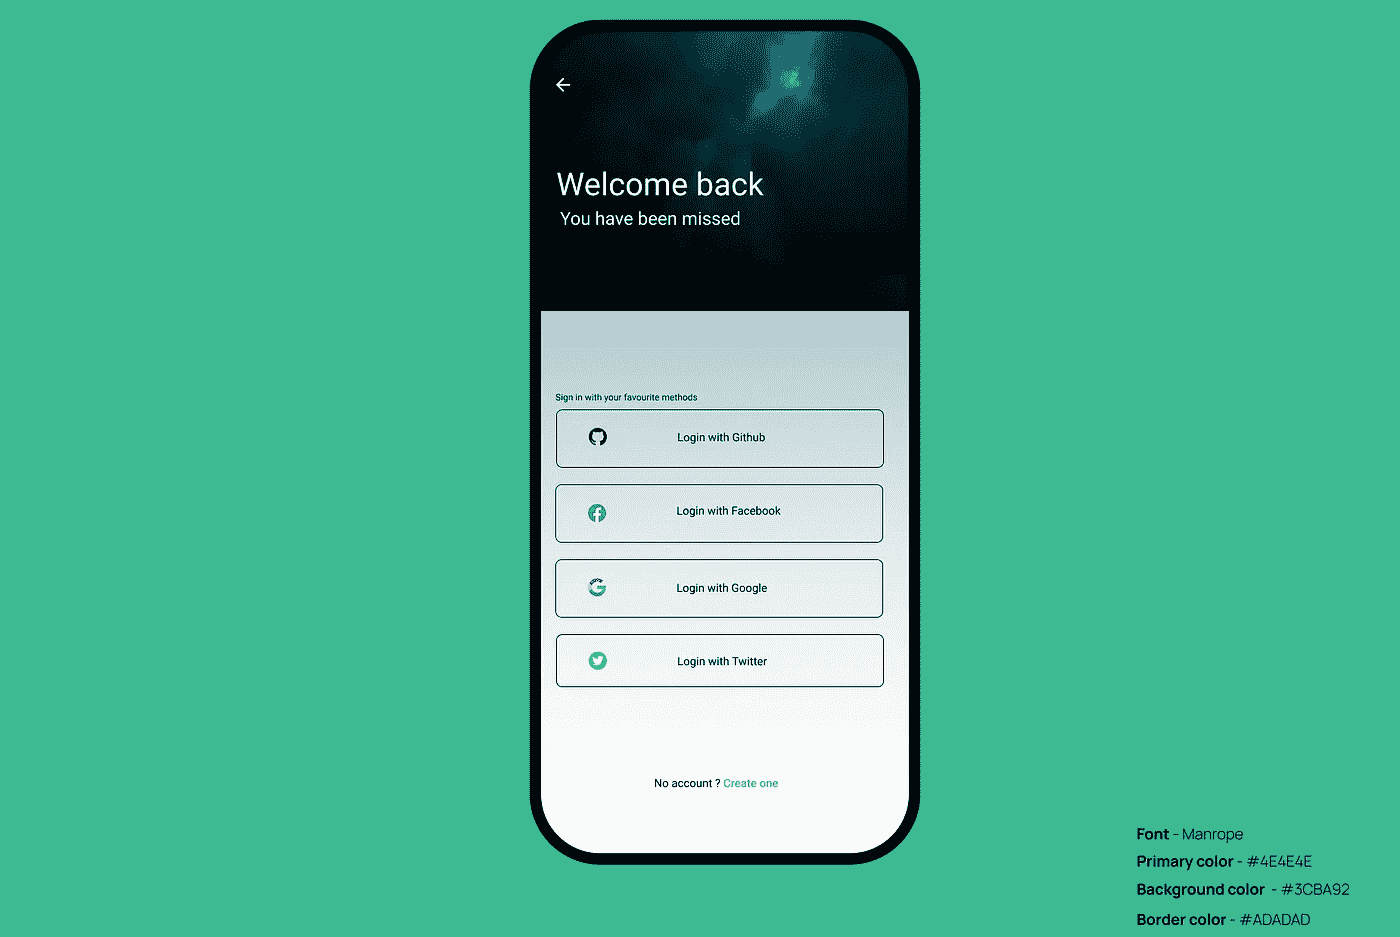 Welcome back
You have been missed
Sign in with your favourite methods
Login with Github
Login with Facebook
Login with Google
Login with Twitter
No account ? Create one
Font - Manrope
Primary color - #4E4E4E
Background color - #3CBA92
Border color - #ADADAD